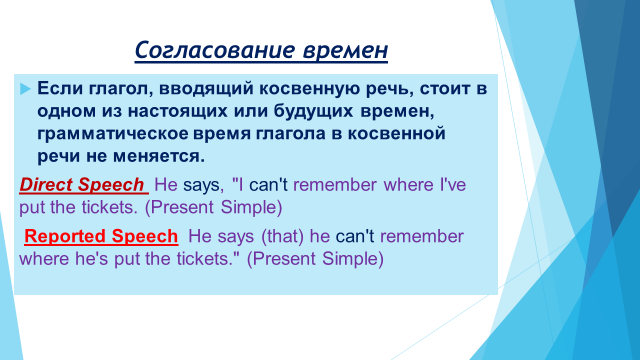 Согласование времен
Если глагол, вводящий косвенную речь, стоит в
одном из настоящих или будущих времен,
грамматическое время глагола в косвенной
речи не меняется.
Direct Speech He says, "I can't remember where I've
put the tickets. (Present Simple)
Reported Speech He says (that) he can't remember
where he's put the tickets." (Present Simple)